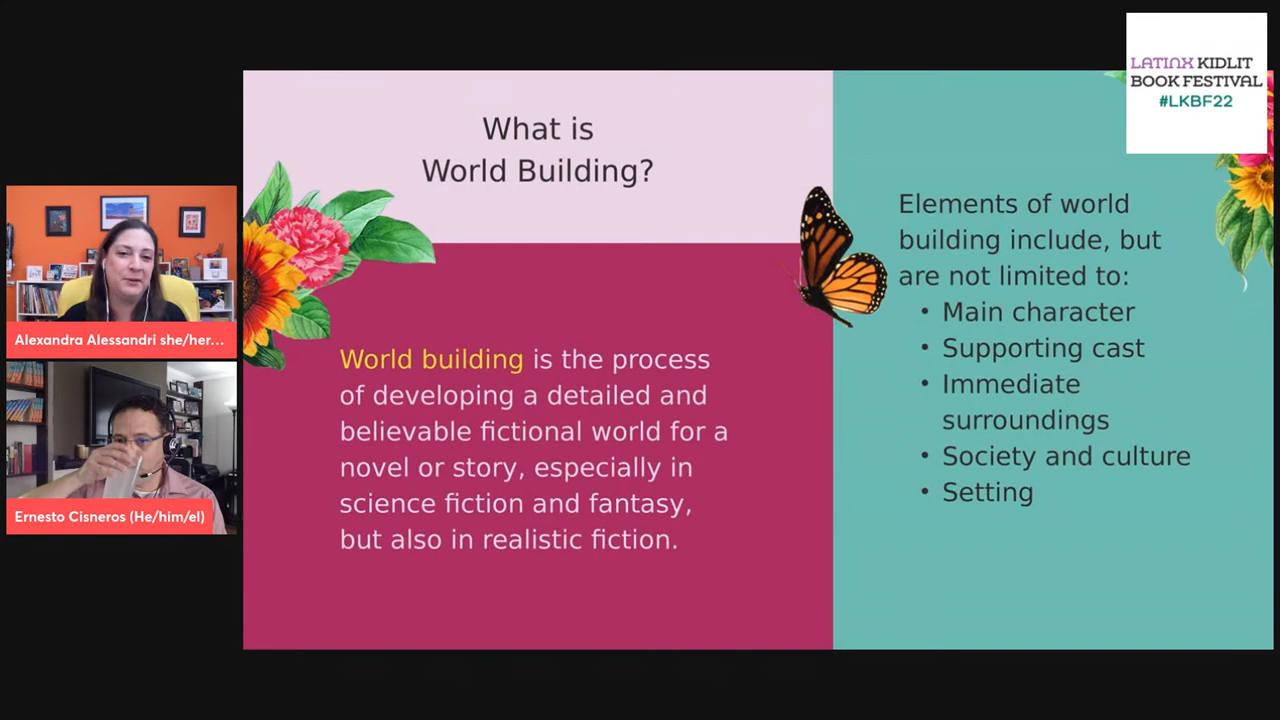 LATINX KIDLIT
BOOK FESTIVAL
#LKBF22
What is
World Building?
World building is the process
of developing a detailed and
believable fictional world for a
novel or story, especially in
science fiction and fantasy,
but also in realistic fiction.
Elements of world
building include, but
are not limited to:
• Main character
• Supporting cast
• Immediate
surroundings
• Society and culture
• Setting
Alexandra Alessandri she/her...
Ernesto Cisneros (He/him/el)